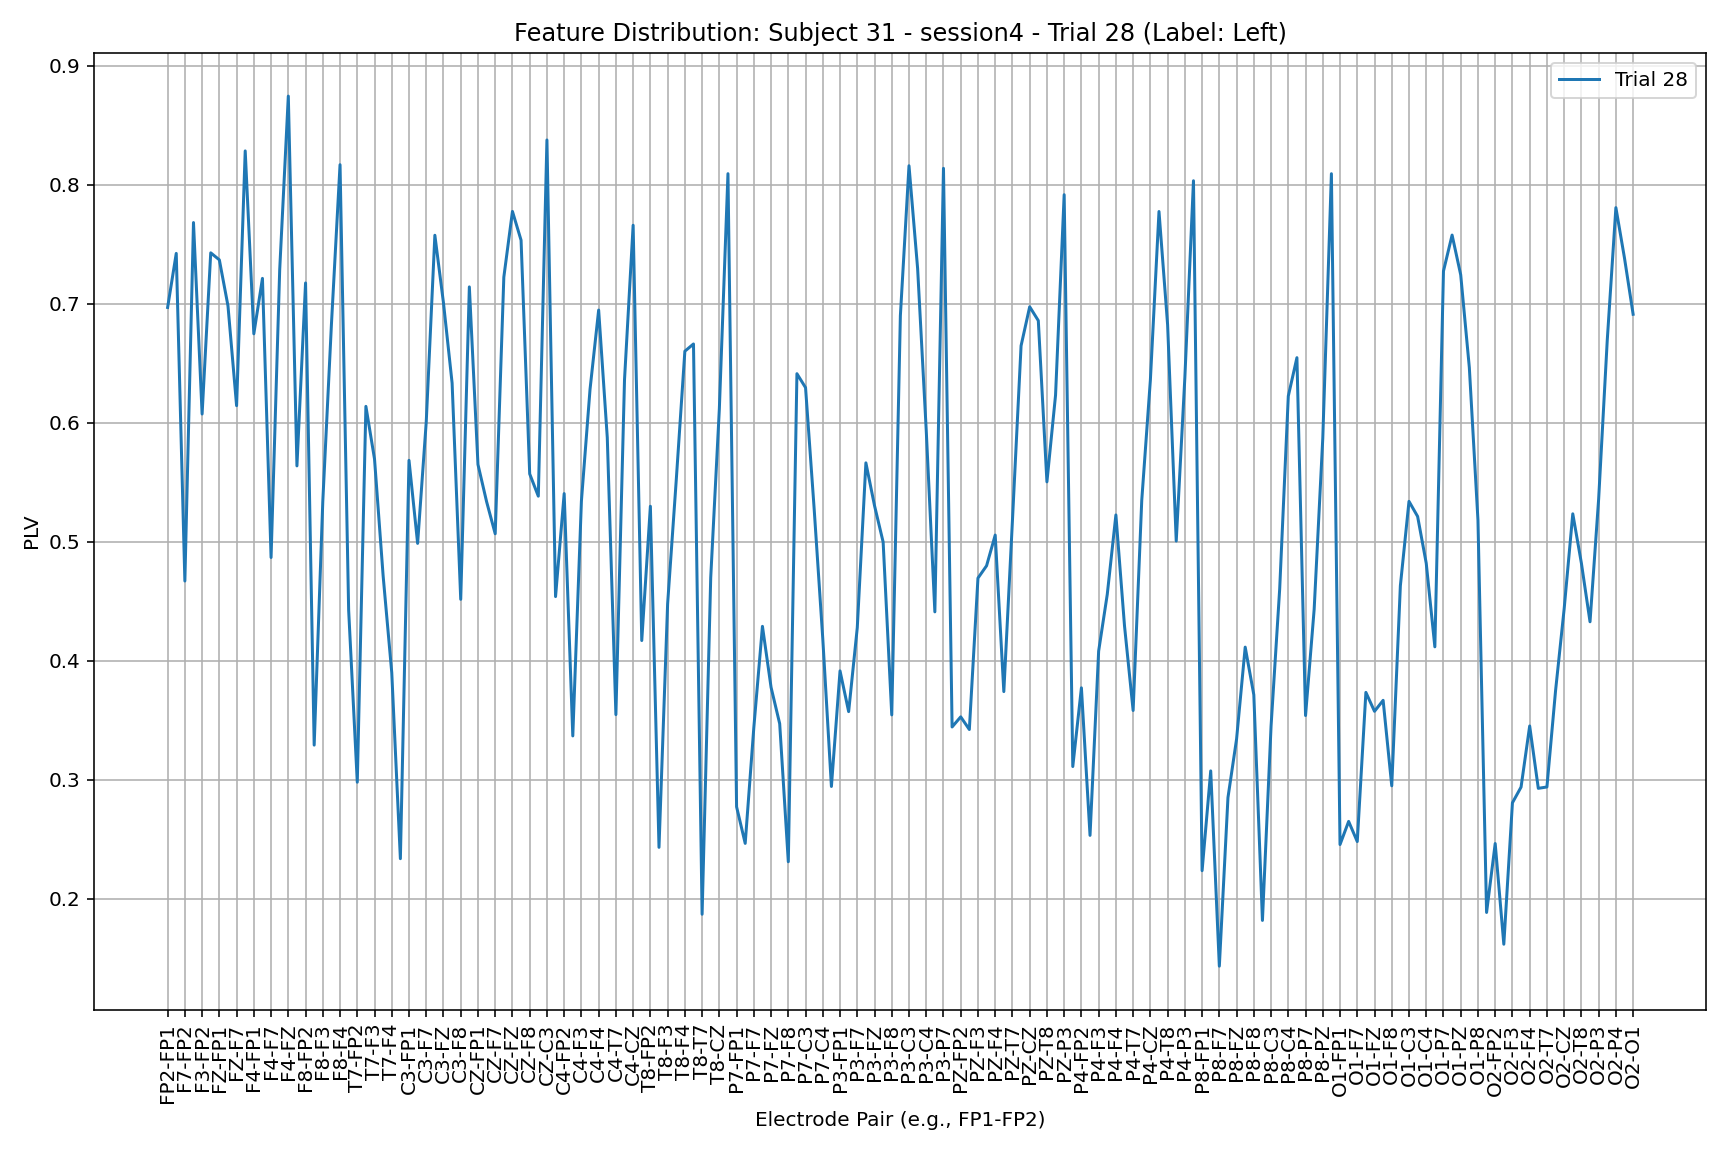 Feature Distribution: Subject 31 - session4 - Trial 28 (Label: Left)
Trial 28
0.9
0.8
0.7
0.6
0.5
0.4
0.3
0.2
PLV
FP2-FP1
F7-FP2
F3-FP2
FZ-FP1
FZ-F7
F4-FP1
F4-F7
F4-FZ
F8-FP2
F8-F3
F8-F4
T7-FP2
T7-F3
T7-F4
C3-FP1
C3-F7
C3-FZ
C3-F8
CZ-FP1
CZ-F7
CZ-FZ
CZ-F8
CZ-C3
C4-FP2
C4-F3
C4-F4
C4-T7
C4-CZ
T8-FP2
T8-F3
T8-F4
T8-T7
T8-CZ
P7-FP1
P7-F7
P7-FZ
P7-F8
P7-C3
P7-C4
P3-FP1
P3-F7
P3-FZ
P3-F8
P3-C3
P3-C4
P3-P7
PZ-FP2
PZ-F3
PZ-F4
PZ-T7
PZ-CZ
PZ-T8
PZ-P3
P4-FP2
P4-F3
P4-F4
P4-T7
P4-CZ
P4-T8
P4-P3
P8-FP1
P8-F7
P8-FZ
P8-F8
P8-C3
P8-C4
P8-P7
P8-PZ
O1-FP1
O1-F7
O1-FZ
O1-F8
O1-C3
O1-C4
O1-P7
O1-PZ
O1-P8
O2-FP2
O2-F3
O2-F4
O2-T7
O2-CZ
O2-T8
O2-P3
O2-P4
O2-O1
Electrode Pair (e.g., FP1-FP2)